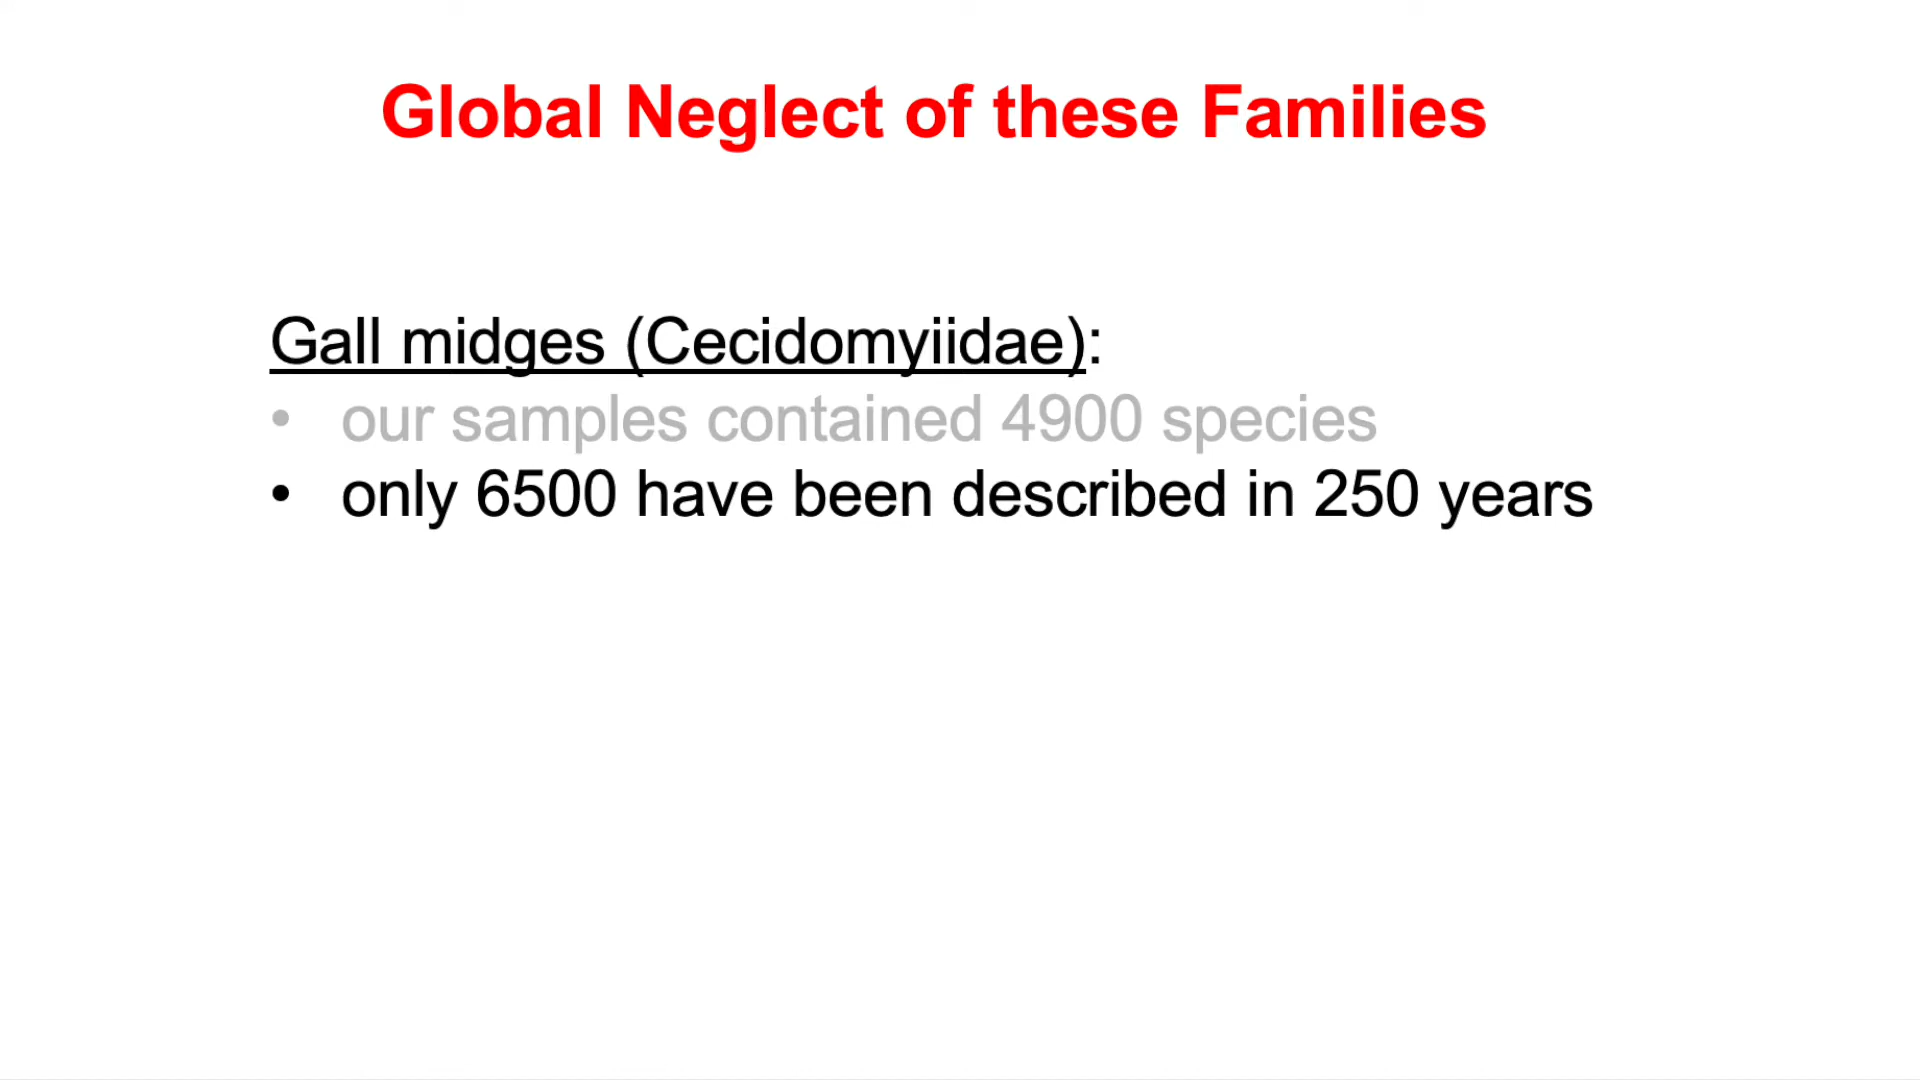 Global Neglect of these Families
Gall midges (Cecidomyiidae):
• our samples contained 4900 species
• only 6500 have been described in 250 years